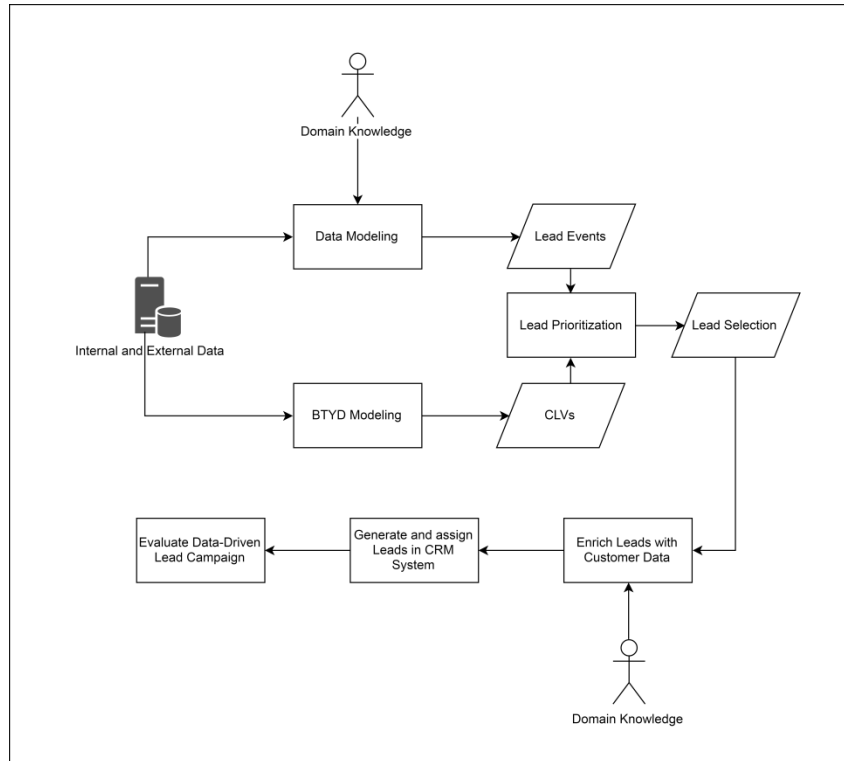 Domain Knowledge
Data Modeling
Lead Events
Internal and External Data
Lead Prioritization
Lead Selection
BTYD Modeling
CLVs
Evaluate Data-Driven
Lead Campaign
Generate and assign
Leads in CRM
System
Enrich Leads with
Customer Data
Domain Knowledge